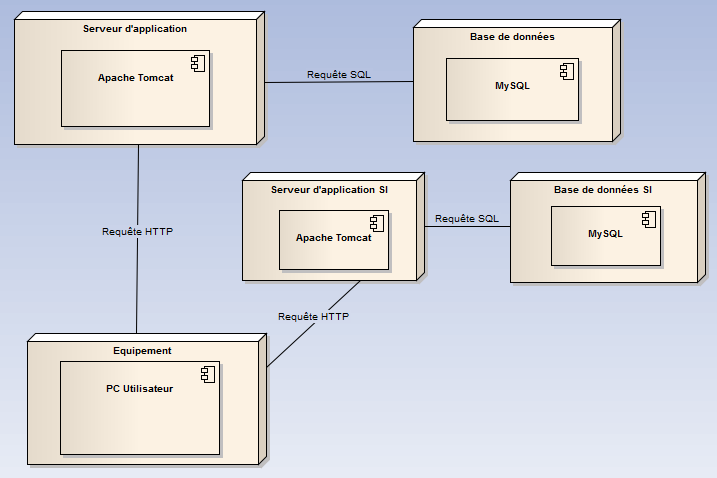 Serveur d'application
Apache Tomcat
Requête SQL
Base de données
MySQL
Requête HTTP
Serveur d'application SI
Apache Tomcat
Requête SQL
Base de données SI
MySQL
Requête HTTP
Equipement
PC Utilisateur